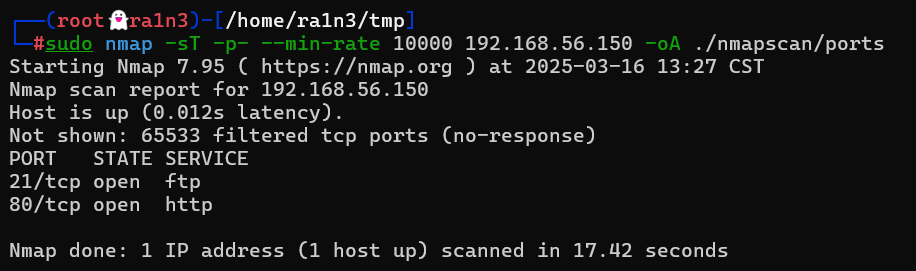 ┌──(root👻ra1n3)-[/home/ra1n3/tmp]
└─#sudo nmap -sT -p- --min-rate 10000 192.168.56.150 -oA ./nmapscan/ports
Starting Nmap 7.95 ( https://nmap.org ) at 2025-03-16 13:27 CST
Nmap scan report for 192.168.56.150
Host is up (0.012s latency).
Not shown: 65533 filtered tcp ports (no-response)
PORT   STATE SERVICE
21/tcp open  ftp
80/tcp open  http
Nmap done: 1 IP address (1 host up) scanned in 17.42 seconds